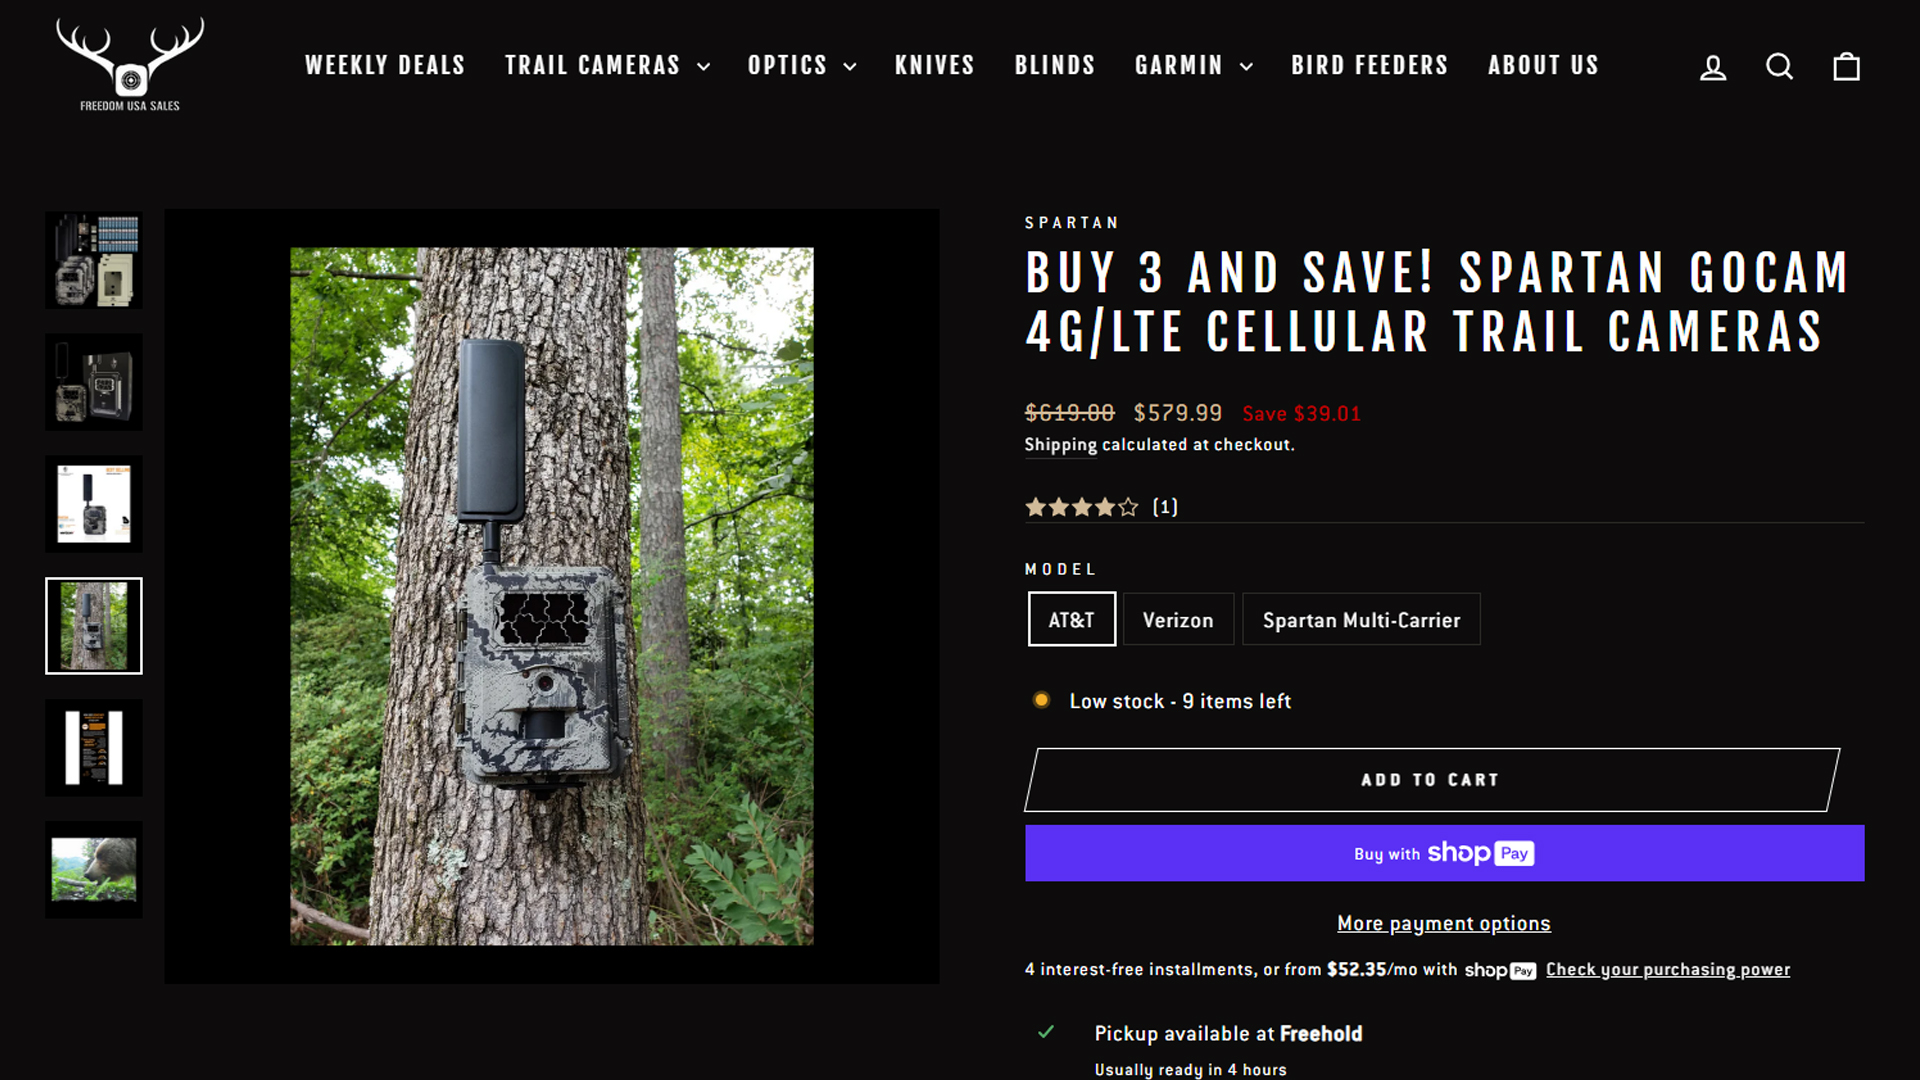 FREEDOM USA SALES
WEEKLY DEALS TRAIL CAMERAS OPTICS KNIVES BLINDS GARMIN BIRD FEEDERS ABOUT US
SPARTAN
BUY 3 AND SAVE! SPARTAN GOCAM
4G/LTE CELLULAR TRAIL CAMERAS
$619.00 $579.99 Save $39.01
Shipping calculated at checkout.
(1)
MODEL
AT&T Verizon Spartan Multi-Carrier
Low stock - 9 items left
ADD TO CART
Buy with shop Pay
More payment options
4 interest-free installments, or from $52.35/mo with shop Pay Check your purchasing power
Pickup available at Freehold
Usually ready in 4 hours